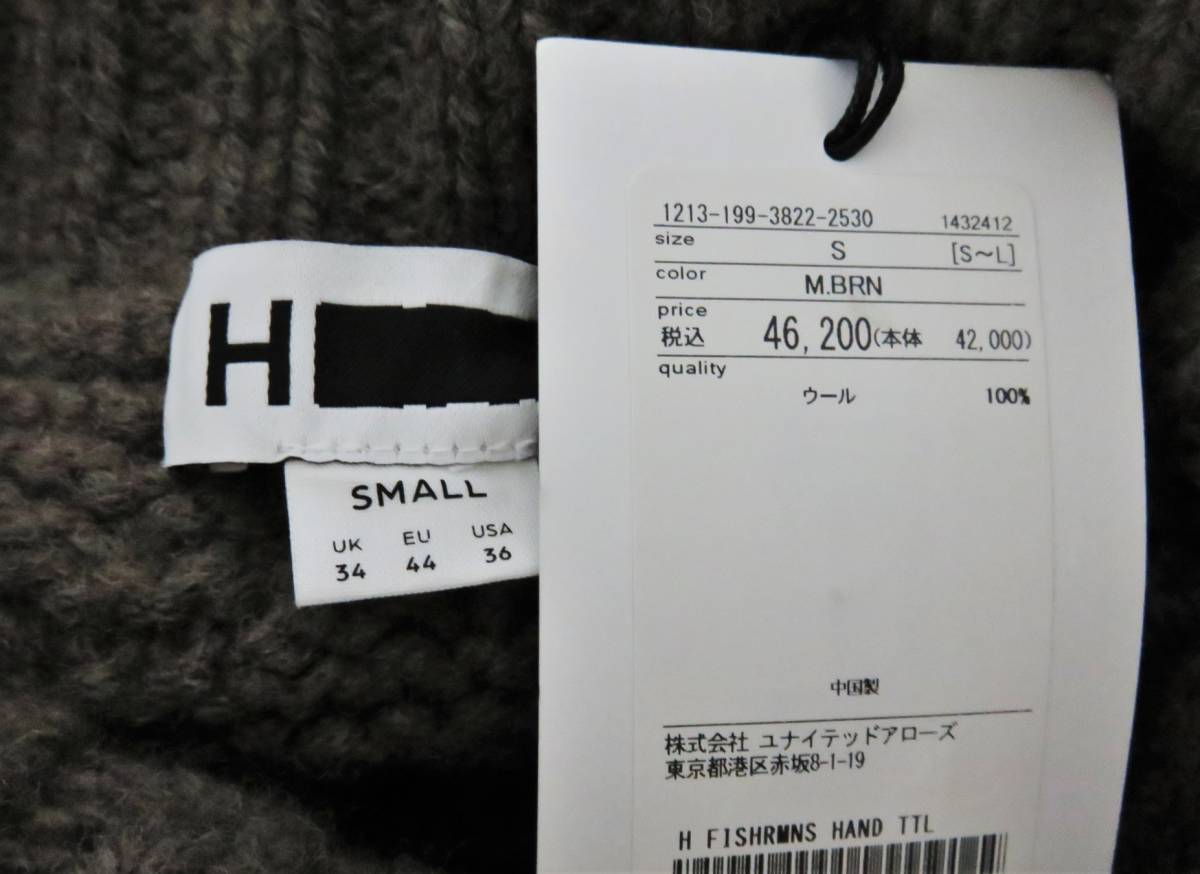 H
SMALL
UK EU USA
34 44 36
1213-199-3822-2530 1432412
size S [S～L]
color M.BRN
price
税込 46,200(本体 42,000)
quality
ウール 100%
中国製
株式会社 ユナイテッドアローズ
東京都港区赤坂8-1-19
H FISHRMNS HAND TTL